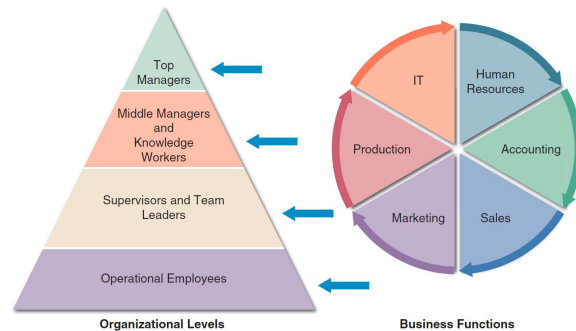 Top
Managers
Middle Managers
and
Knowledge
Workers
Supervisors and Team
Leaders
Operational Employees
Organizational Levels
IT
Human
Resources
Production
Accounting
Marketing
Sales
Business Functions